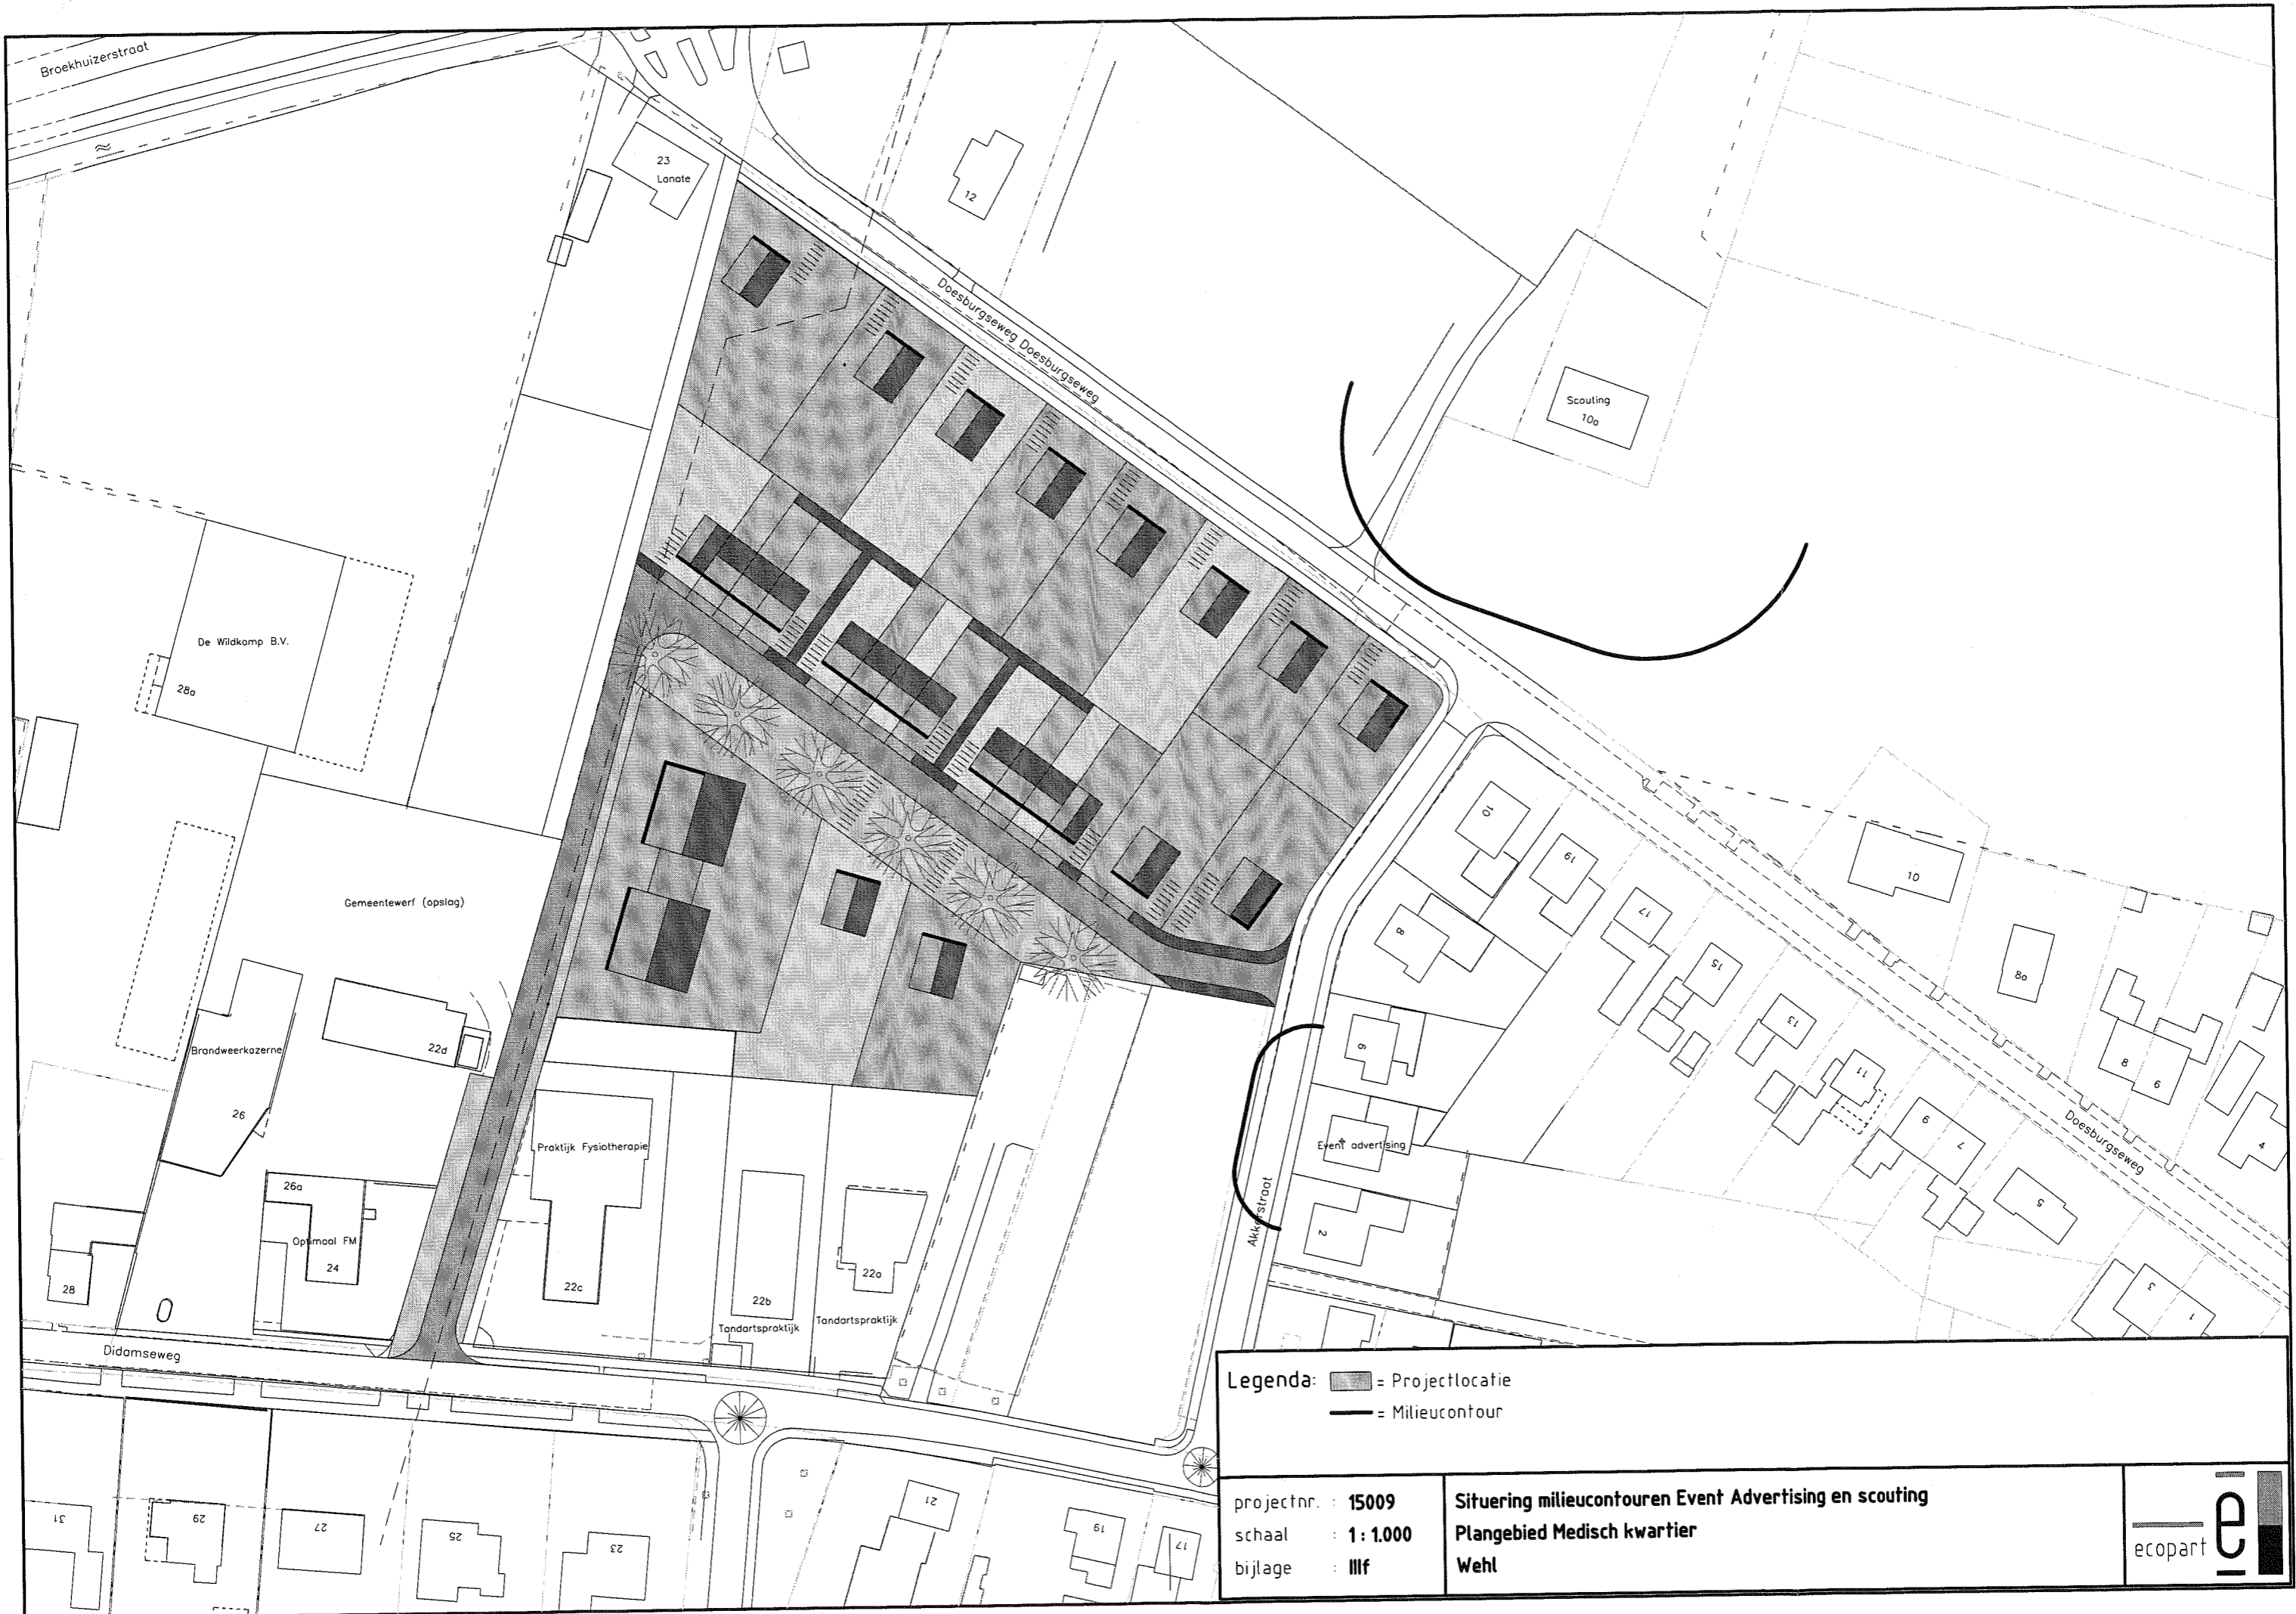 Broekhuizerstraat
23
Lanate
12
Doesburgseweg Doesburgseweg
Scouting
10a
De Wildkamp B.V.
28a
Gemeentewerf (opslag)
Brandweerkazerne
26
22d
26a
Optimaal FM
24
28
Praktijk Fysiotherapie
22c
22b
Tandartspraktijk
22a
Tandartspraktijk
Didamseweg
Akkerstraat
10
8
6
Event advertising
2
19
17
15
13
11
9
7
5
3
1
10
8a
8
6
4
Doesburgseweg
31
29
27
25
23
21
19
17
Legenda: = Projectlocatie
= Milieucontour
projectnr. : 15009
schaal : 1:1.000
bijlage : IIIf
Situering milieucontouren Event Advertising en scouting
Plangebied Medisch kwartier
Wehl
ecopart e